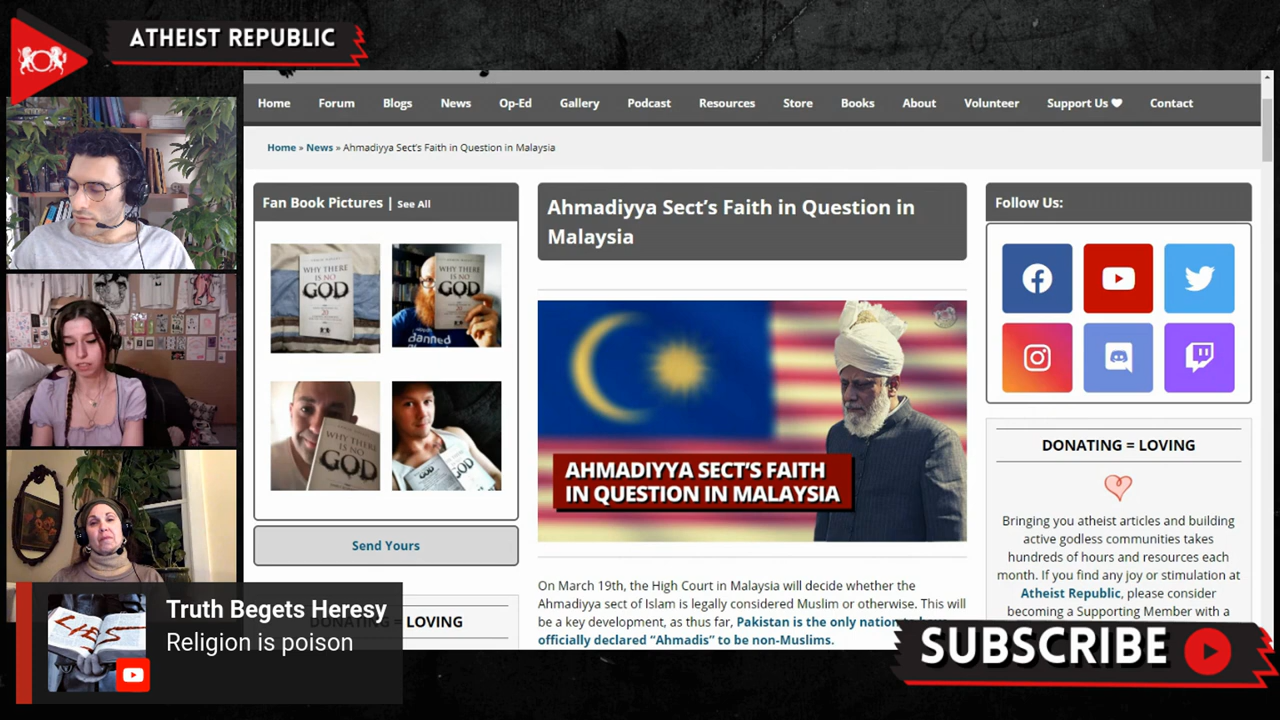 ATHEIST REPUBLIC
Home Forum Blogs News Op-Ed Gallery Podcast Resources Store Books About Volunteer Support Us Contact
Home » News » Ahmadiyya Sect's Faith in Question in Malaysia
Fan Book Pictures | See All
WHY THERE
IS NO
GOD
WHY THERE
IS NO
GOD
Banned
WHY THERE
IS NO
GOD
GOD
Send Yours
DONATING = LOVING
Ahmadiyya Sect's Faith in Question in
Malaysia
AHMADIYYA SECT'S FAITH
IN QUESTION IN MALAYSIA
On March 19th, the High Court in Malaysia will decide whether the
Ahmadiyya sect of Islam is legally considered Muslim or otherwise. This will
be a key development, as thus far, Pakistan is the only nation to have
officially declared “Ahmadis” to be non-Muslims.
Follow Us:
DONATING = LOVING
Bringing you atheist articles and building
active godless communities takes
hundreds of hours and resources each
month. If you find any joy or stimulation at
Atheist Republic, please consider
becoming a Supporting Member with a
LIES
Truth Begets Heresy
Religion is poison
SUBSCRIBE